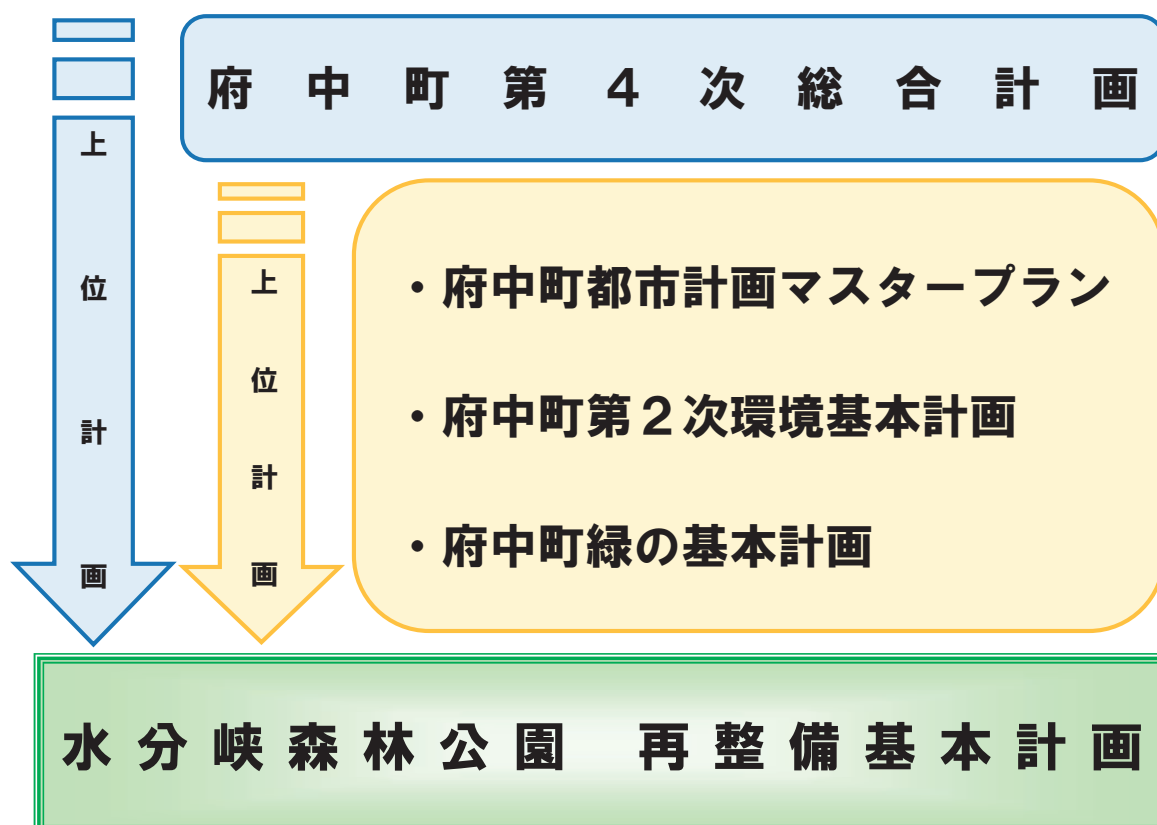 府中町第４次総合計画
上位計画
上位計画
・府中町都市計画マスタープラン
・府中町第２次環境基本計画
・府中町緑の基本計画
水分峡森林公園　再整備基本計画